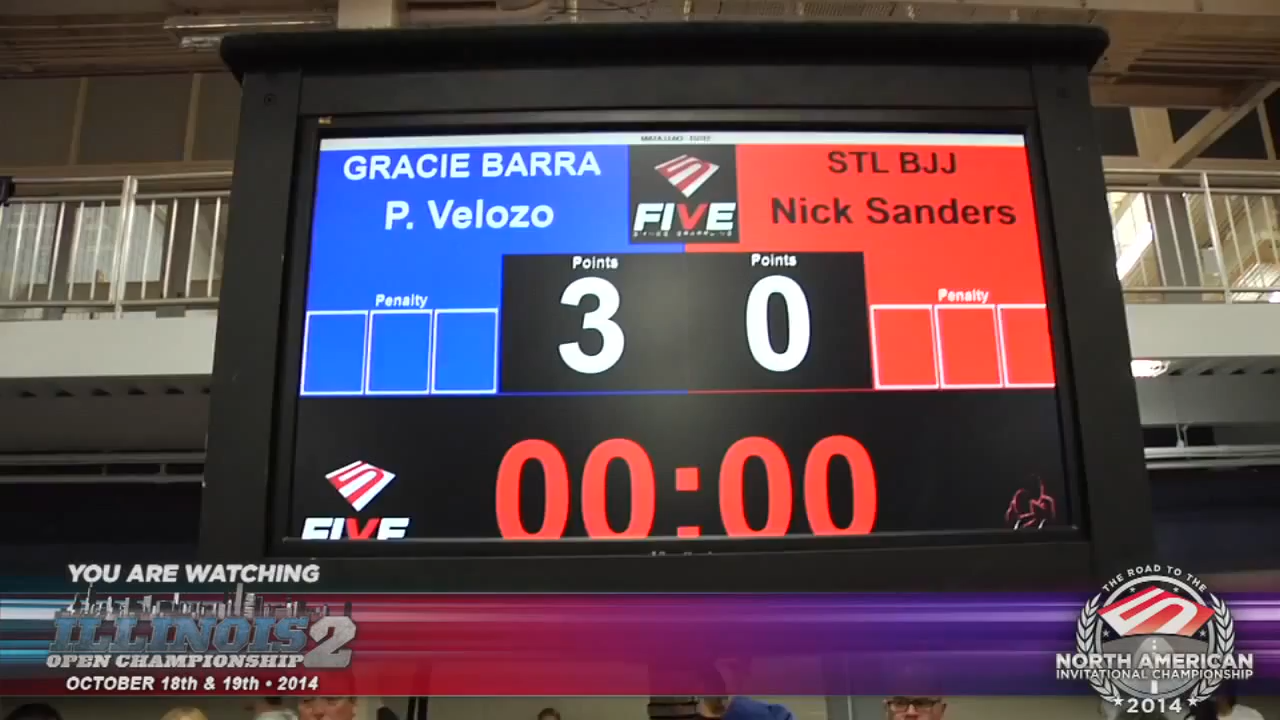 GRACIE BARRA
P. Velozo
FIVE
STL BJJ
Nick Sanders
Points
3
Points
0
Penalty
Penalty
00:00
FIVE
YOU ARE WATCHING
ILLINOIS 2
OPEN CHAMPIONSHIP
OCTOBER 18th & 19th • 2014
THE ROAD TO THE
NORTH AMERICAN
INVITATIONAL CHAMPIONSHIP
2014